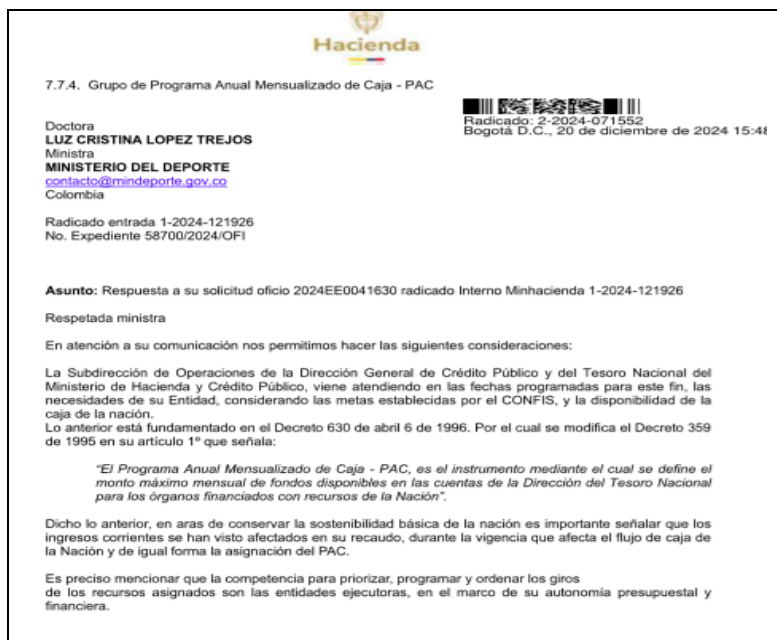 Hacienda
7.7.4. Grupo de Programa Anual Mensualizado de Caja - PAC
Radicado: 2-2024-071552
Bogotá D.C., 20 de diciembre de 2024 15:48
Doctora
LUZ CRISTINA LOPEZ TREJOS
Ministra
MINISTERIO DEL DEPORTE
contacto@mindeporte.gov.co
Colombia
Radicado entrada 1-2024-121926
No. Expediente 58700/2024/OFI
Asunto: Respuesta a su solicitud oficio 2024EE0041630 radicado Interno Minhacienda 1-2024-121926
Respetada ministra
En atención a su comunicación nos permitimos hacer las siguientes consideraciones:
La Subdirección de Operaciones de la Dirección General de Crédito Público y del Tesoro Nacional del
Ministerio de Hacienda y Crédito Público, viene atendiendo en las fechas programadas para este fin, las
necesidades de su Entidad, considerando las metas establecidas por el CONFIS, y la disponibilidad de la
caja de la nación.
Lo anterior está fundamentado en el Decreto 630 de abril 6 de 1996. Por el cual se modifica el Decreto 359
de 1995 en su artículo 1º que señala:
"El Programa Anual Mensualizado de Caja - PAC, es el instrumento mediante el cual se define el
monto máximo mensual de fondos disponibles en las cuentas de la Dirección del Tesoro Nacional
para los órganos financiados con recursos de la Nación".
Dicho lo anterior, en aras de conservar la sostenibilidad básica de la nación es importante señalar que los
ingresos corrientes se han visto afectados en su recaudo, durante la vigencia que afecta el flujo de caja de
la Nación y de igual forma la asignación del PAC.
Es preciso mencionar que la competencia para priorizar, programar y ordenar los giros
de los recursos asignados son las entidades ejecutoras, en el marco de su autonomía presupuestal y
financiera.